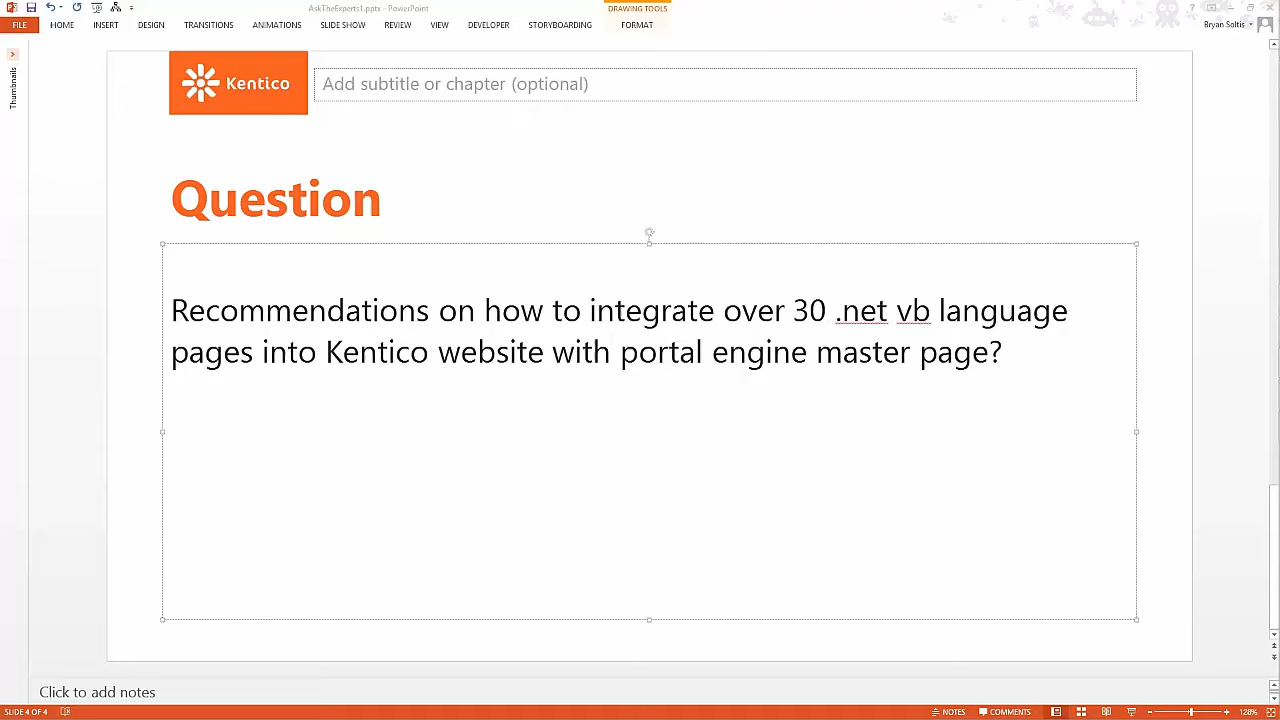 AskTheExperts1.pptx - PowerPoint
DRAWING TOOLS
?
FILE HOME INSERT DESIGN TRANSITIONS ANIMATIONS SLIDE SHOW REVIEW VIEW DEVELOPER STORYBOARDING FORMAT
Bryan Soltis
Thumbnails
Kentico
Add subtitle or chapter (optional)
Question
Recommendations on how to integrate over 30 .net vb language
pages into Kentico website with portal engine master page?
Click to add notes
SLIDE 4 OF 4
NOTES
COMMENTS
128%